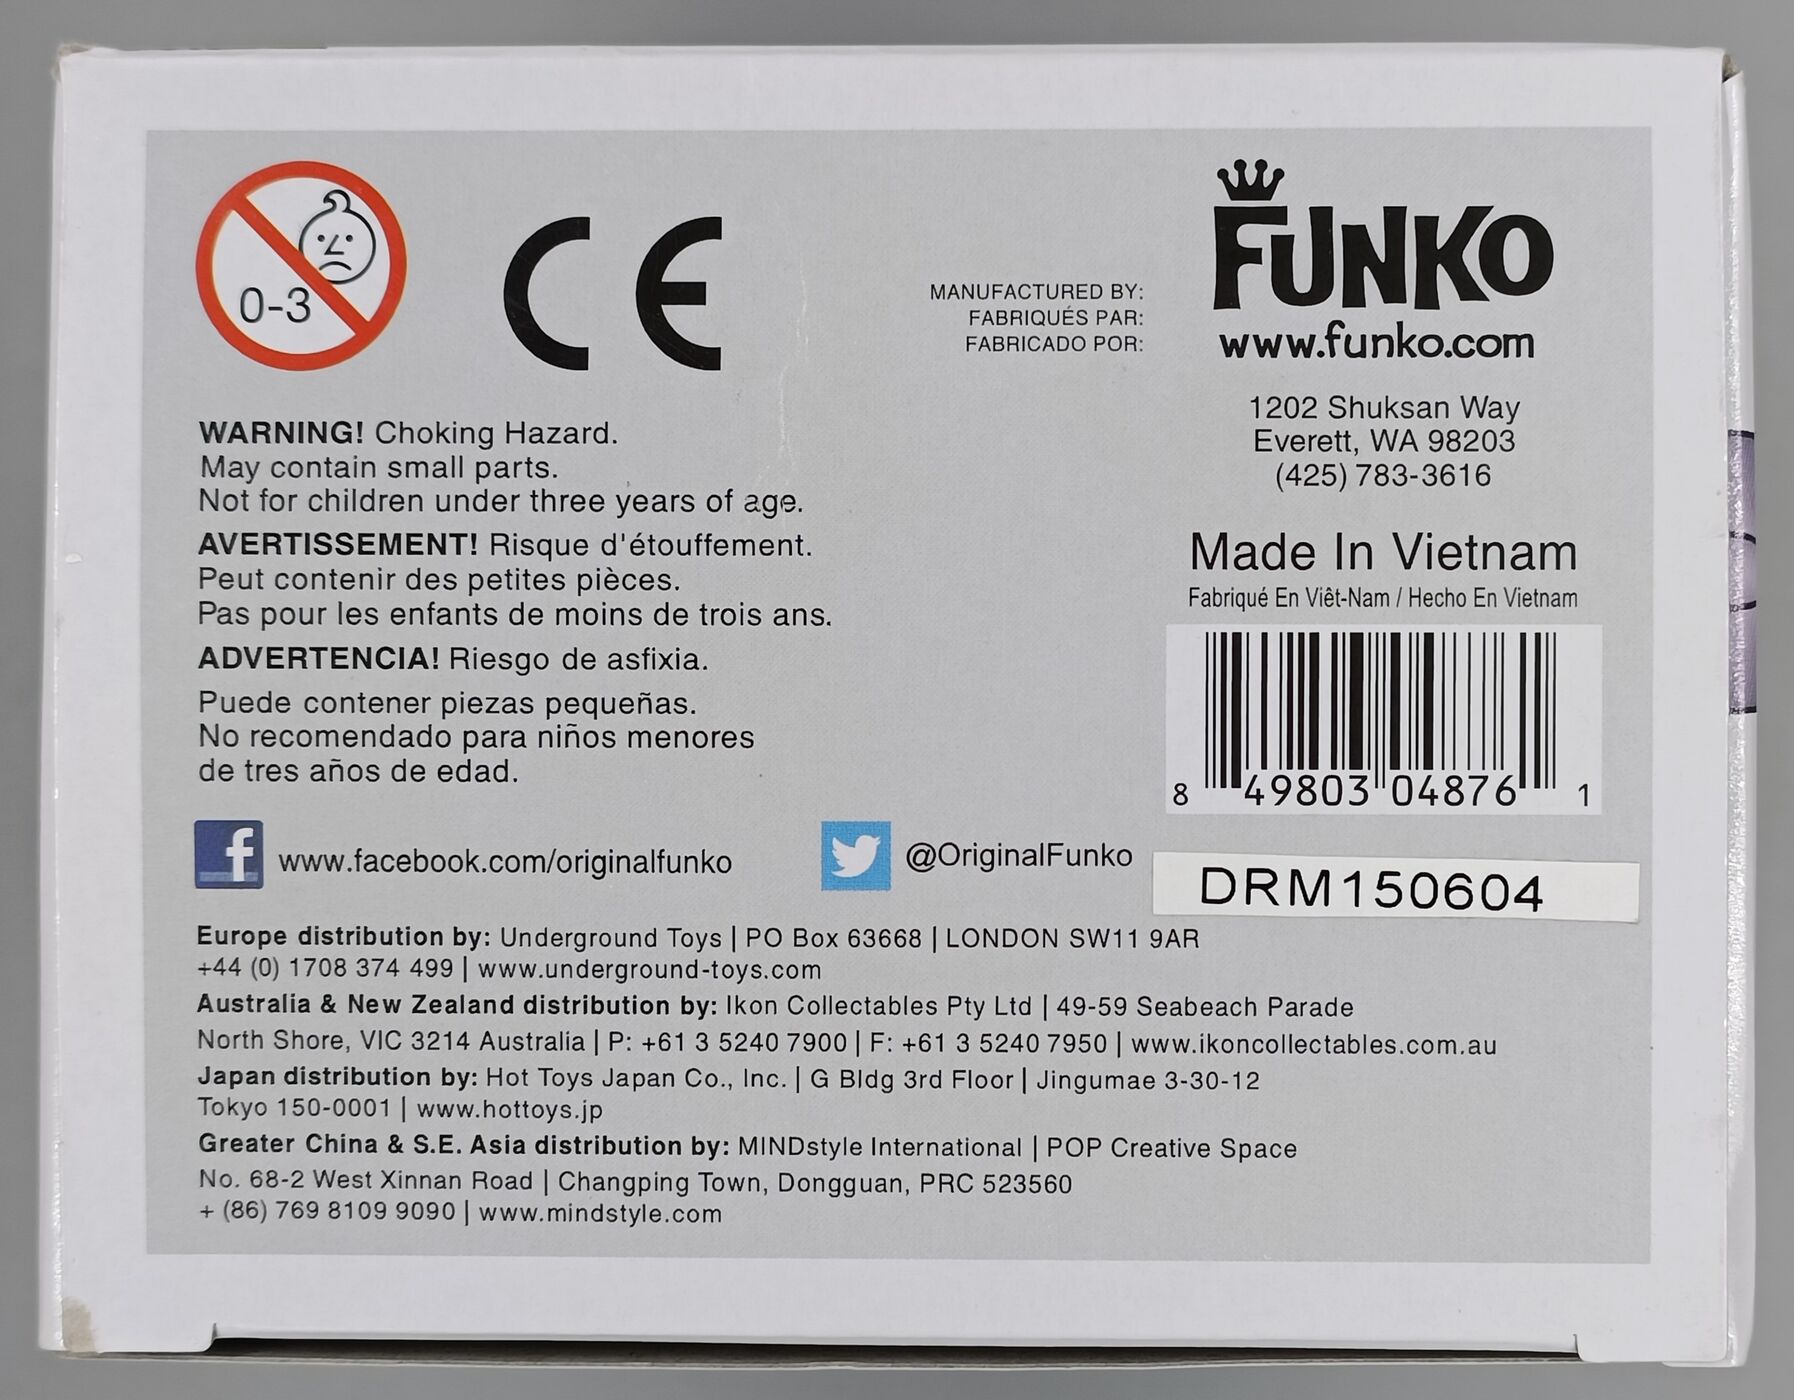 0-3
CE
MANUFACTURED BY:
FABRIQUÉS PAR:
FABRICADO POR:
FUNKO
www.funko.com
1202 Shuksan Way
Everett, WA 98203
(425) 783-3616
Made In Vietnam
Fabriqué En Viêt-Nam / Hecho En Vietnam
8 49803 04876 1
DRM150604
WARNING! Choking Hazard.
May contain small parts.
Not for children under three years of age.
AVERTISSEMENT! Risque d'étouffement.
Peut contenir des petites pièces.
Pas pour les enfants de moins de trois ans.
ADVERTENCIA! Riesgo de asfixia.
Puede contener piezas pequeñas.
No recomendado para niños menores
de tres años de edad.
f www.facebook.com/originalfunko
@OriginalFunko
Europe distribution by: Underground Toys | PO Box 63668 | LONDON SW11 9AR
+44 (0) 1708 374 499 | www.underground-toys.com
Australia & New Zealand distribution by: Ikon Collectables Pty Ltd | 49-59 Seabeach Parade
North Shore, VIC 3214 Australia | P: +61 3 5240 7900 | F: +61 3 5240 7950 | www.ikoncollectables.com.au
Japan distribution by: Hot Toys Japan Co., Inc. | G Bldg 3rd Floor | Jingumae 3-30-12
Tokyo 150-0001 | www.hottoys.jp
Greater China & S.E. Asia distribution by: MINDstyle International | POP Creative Space
No. 68-2 West Xinnan Road | Changping Town, Dongguan, PRC 523560
+ (86) 769 8109 9090 | www.mindstyle.com